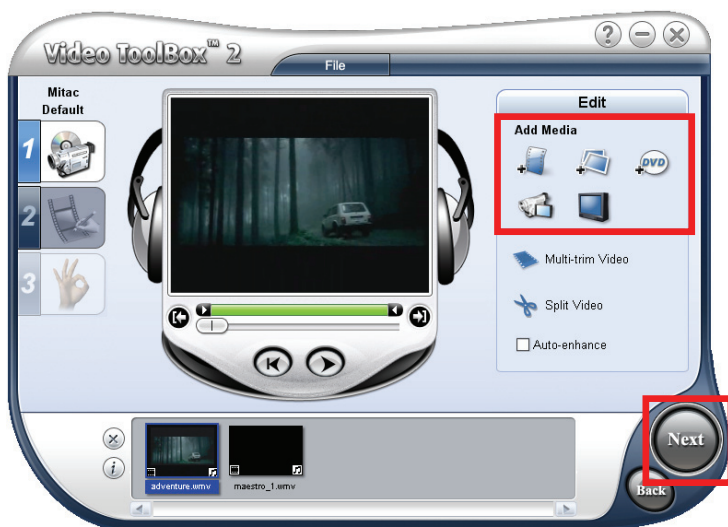 Video ToolBox™ 2
File
Mitac
Default
1
2
3
Edit
Add Media
DVD
Multi-trim Video
Split Video
Auto-enhance
Next
Back
adventure.wmv
maestro_1.wmv